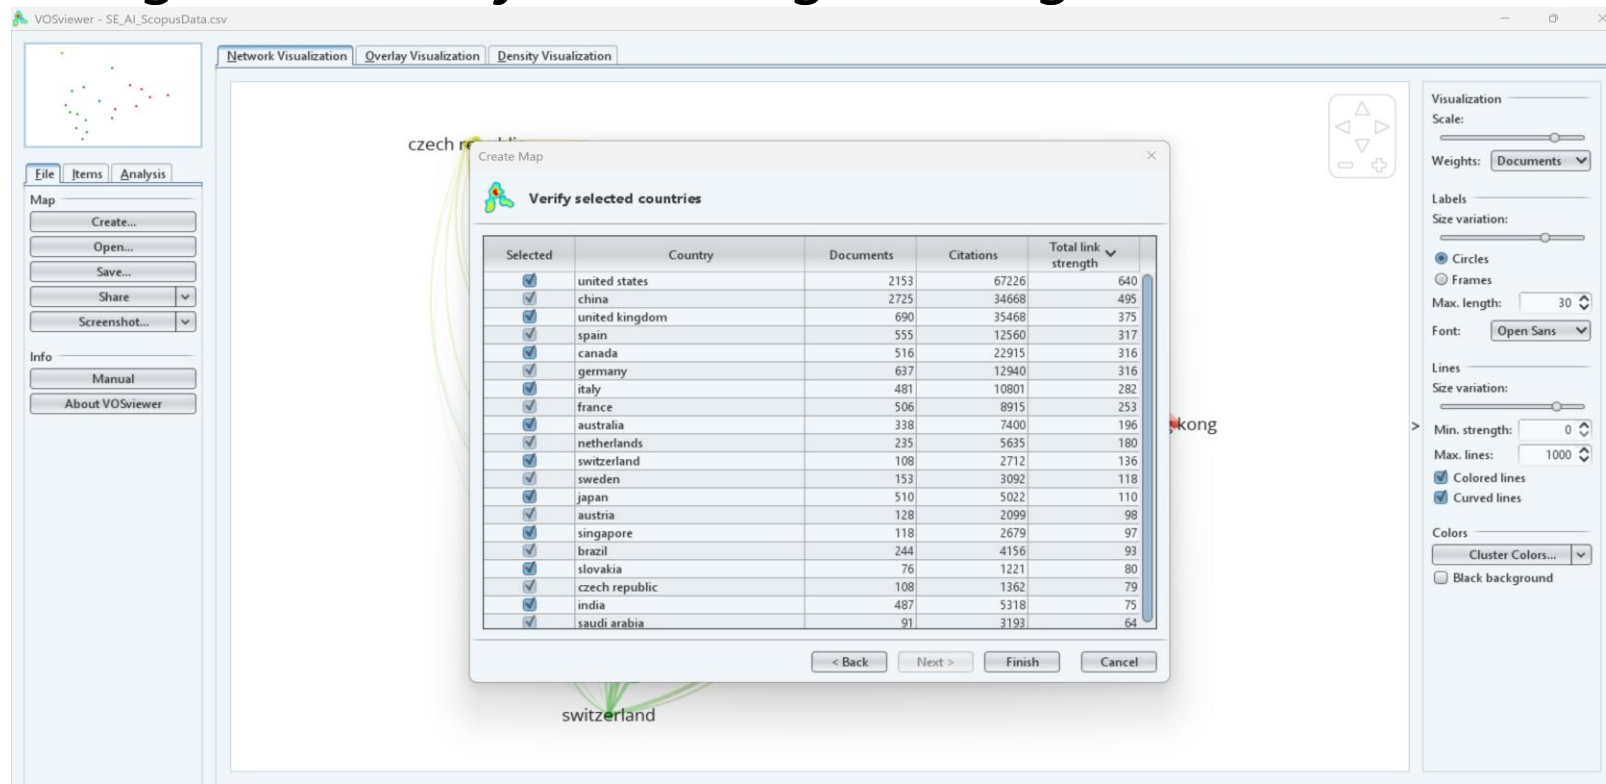 VOSviewer - SE_AI_ScopusData.csv
Network Visualization Overlay Visualization Density Visualization
File Items Analysis
Map
Create...
Open...
Save...
Share
Screenshot...
Info
Manual
About VOSviewer
czech
Create Map
Verify selected countries
Selected Country Documents Citations Total link strength
united states 2153 67226 640
china 2725 34668 495
united kingdom 690 35468 375
spain 555 12560 317
canada 516 22915 316
germany 637 12940 316
italy 481 10801 282
france 506 8915 253
australia 338 7400 196
netherlands 235 5635 180
switzerland 108 2712 136
sweden 153 3092 118
japan 510 5022 110
austria 128 2099 98
singapore 118 2679 97
brazil 244 4156 93
slovakia 76 1221 80
czech republic 108 1362 79
india 487 5318 75
saudi arabia 91 3193 64
< Back Next > Finish Cancel
kong
switzerland
Visualization
Scale:
Weights: Documents
Labels
Size variation:
Circles
Frames
Max. length: 30
Font: Open Sans
Lines
Size variation:
>
Min. strength: 0
Max. lines: 1000
Colored lines
Curved lines
Colors
Cluster Colors...
Black background